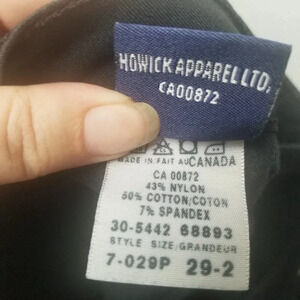 HOWICK APPAREL LTD.
CA00872
MADE IN FAIT AU CANADA
CA 00872
43% NYLON
50% COTTON/COTON
7% SPANDEX
30-5442 68893
STYLE SIZE/GRANDEUR
7-029P 29-2